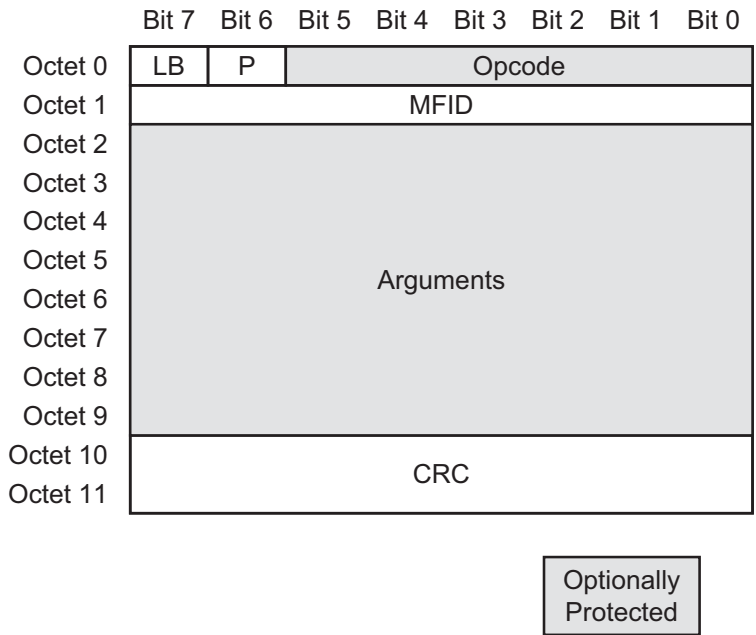 Bit 7 Bit 6 Bit 5 Bit 4 Bit 3 Bit 2 Bit 1 Bit 0
Octet 0 LB P Opcode
Octet 1 MFID
Octet 2
Octet 3
Octet 4
Octet 5
Arguments
Octet 6
Octet 7
Octet 8
Octet 9
Octet 10
CRC
Octet 11
Optionally
Protected